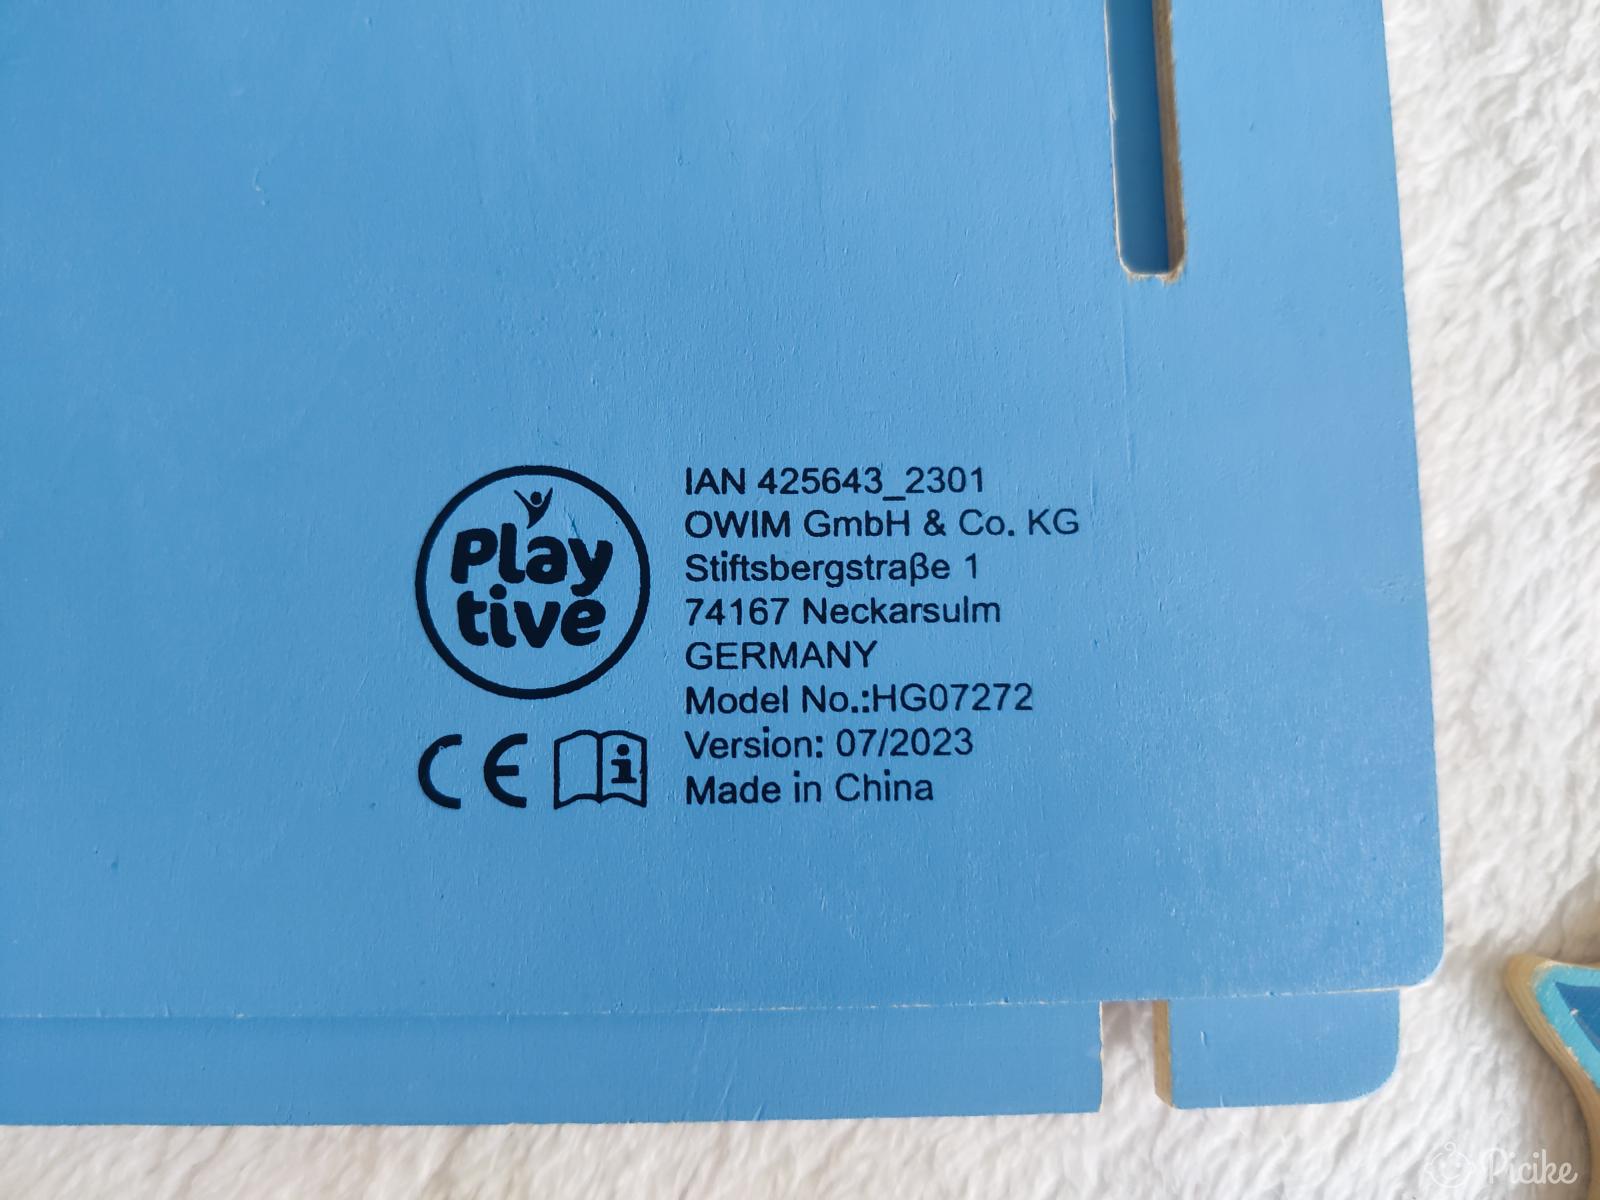 Play
tive
CE
IAN 425643_2301
OWIM GmbH & Co. KG
Stiftsbergstraße 1
74167 Neckarsulm
GERMANY
Model No.:HG07272
Version: 07/2023
Made in China
Picike